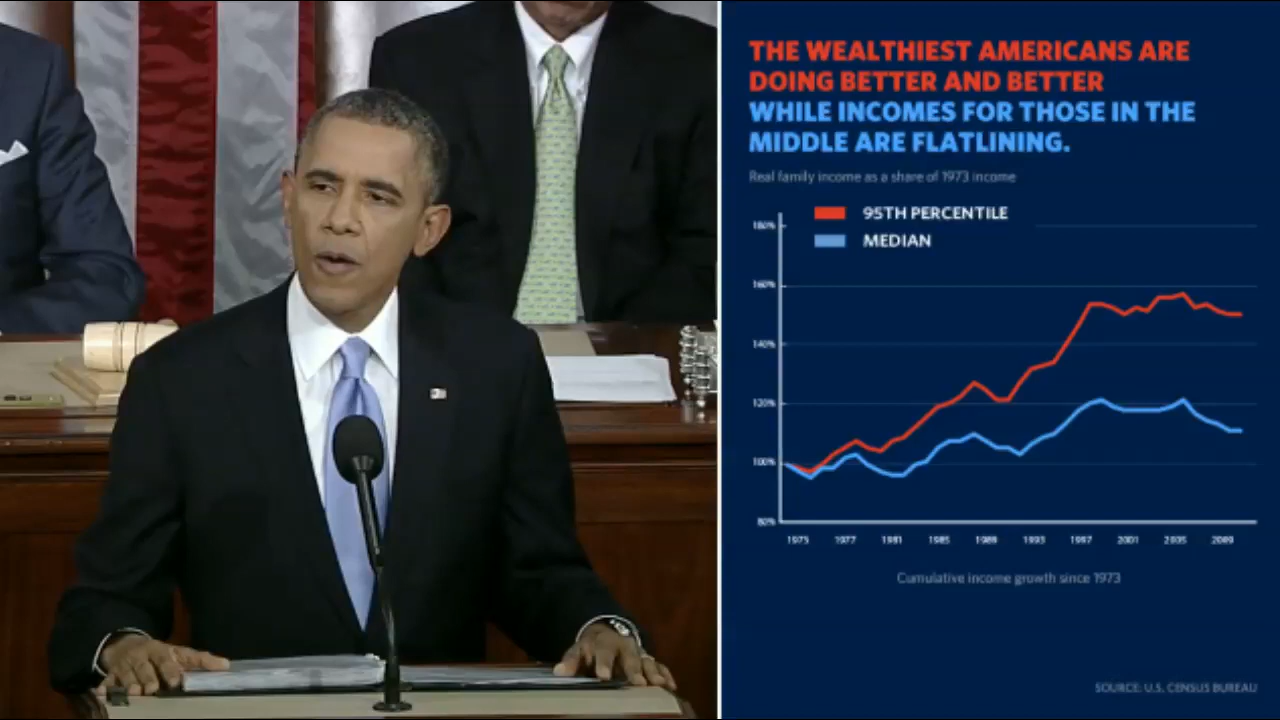 THE WEALTHIEST AMERICANS ARE
DOING BETTER AND BETTER
WHILE INCOMES FOR THOSE IN THE
MIDDLE ARE FLATLINING.
Real family income as a share of 1973 income
95TH PERCENTILE
MEDIAN
180%
160%
140%
120%
100%
80%
1973 1977 1981 1985 1989 1993 1997 2001 2005 2009
Cumulative income growth since 1973
SOURCE: U.S. CENSUS BUREAU